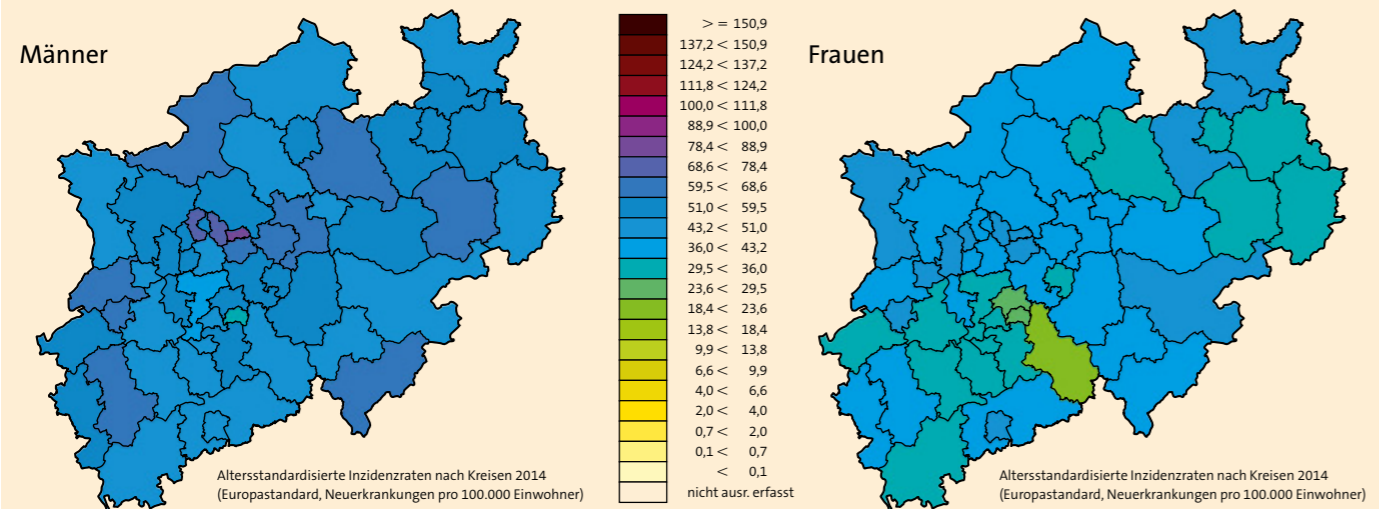 Männer
Altersstandardisierte Inzidenzraten nach Kreisen 2014
(Europastandard, Neuerkrankungen pro 100.000 Einwohner)
> = 150,9
137,2 < 150,9
124,2 < 137,2
111,8 < 124,2
100,0 < 111,8
88,9 < 100,0
78,4 < 88,9
68,6 < 78,4
59,5 < 68,6
51,0 < 59,5
43,2 < 51,0
36,0 < 43,2
29,5 < 36,0
23,6 < 29,5
18,4 < 23,6
13,8 < 18,4
9,9 < 13,8
6,6 < 9,9
4,0 < 6,6
2,0 < 4,0
0,7 < 2,0
0,1 < 0,7
< 0,1
nicht ausr. erfasst
Frauen
Altersstandardisierte Inzidenzraten nach Kreisen 2014
(Europastandard, Neuerkrankungen pro 100.000 Einwohner)